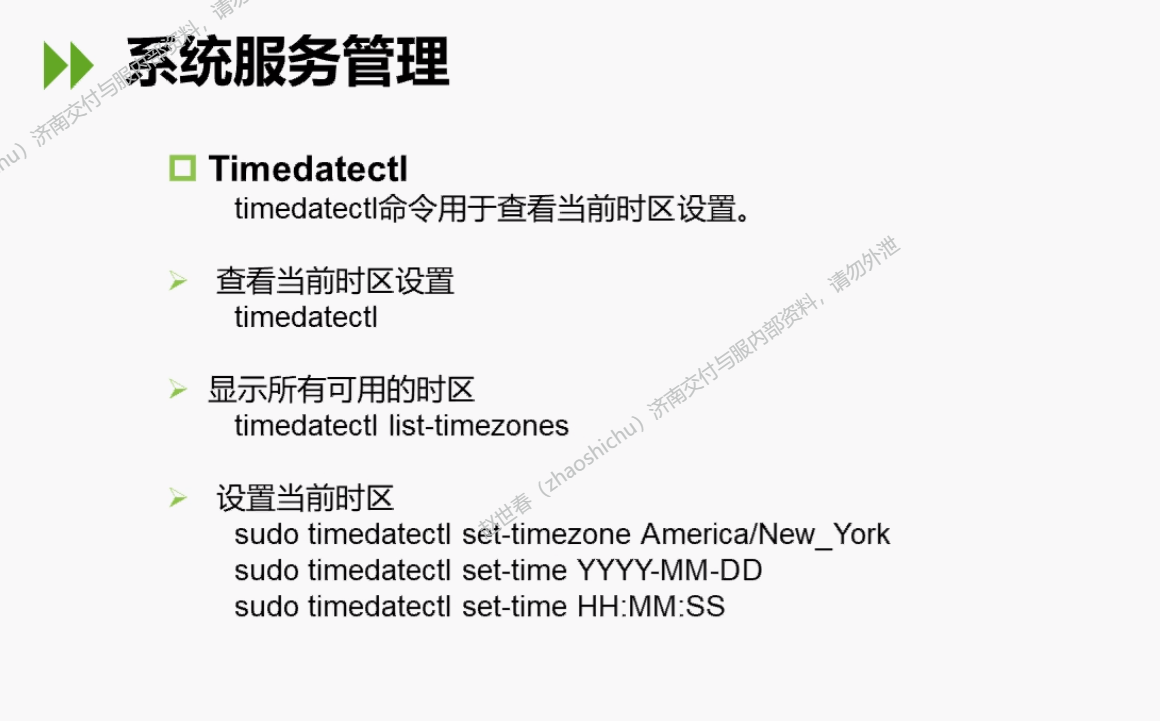 系统服务管理
Timedatectl
timedatectl命令用于查看当前时区设置。
查看当前时区设置
timedatectl
显示所有可用的时区
timedatectl list-timezones
设置当前时区
sudo timedatectl set-timezone America/New_York
sudo timedatectl set-time YYYY-MM-DD
sudo timedatectl set-time HH:MM:SS
hu）济南交付与服内部资料，请勿
赵世春（zhaoshichu）济南交付与服内部资料，请勿外泄